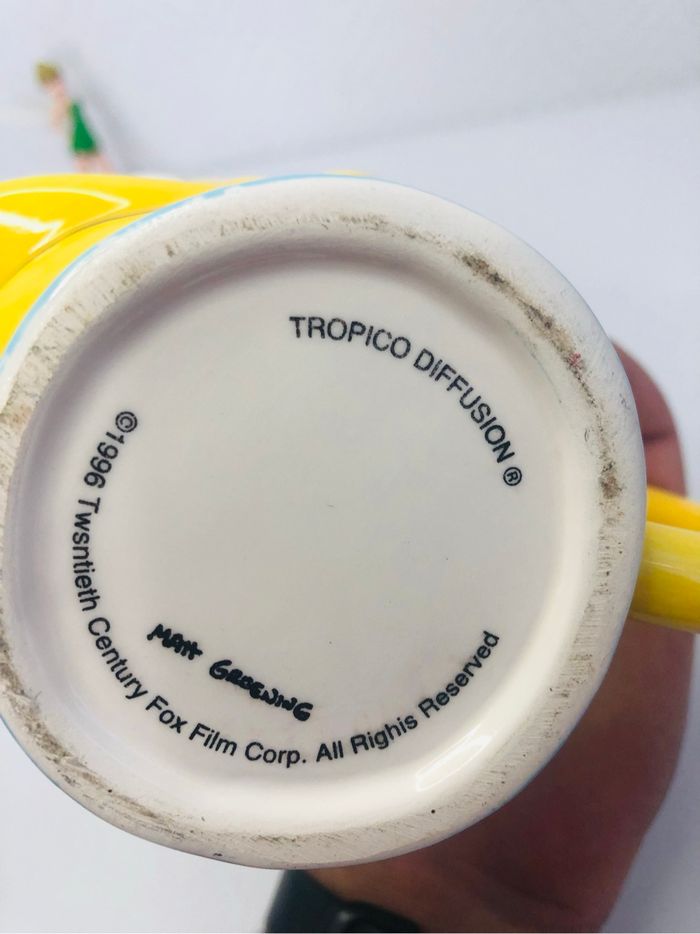 TROPICO DIFFUSION ®
©1996 Twsntieth Century Fox Film Corp. All Righis Reserved
MATT GROENING